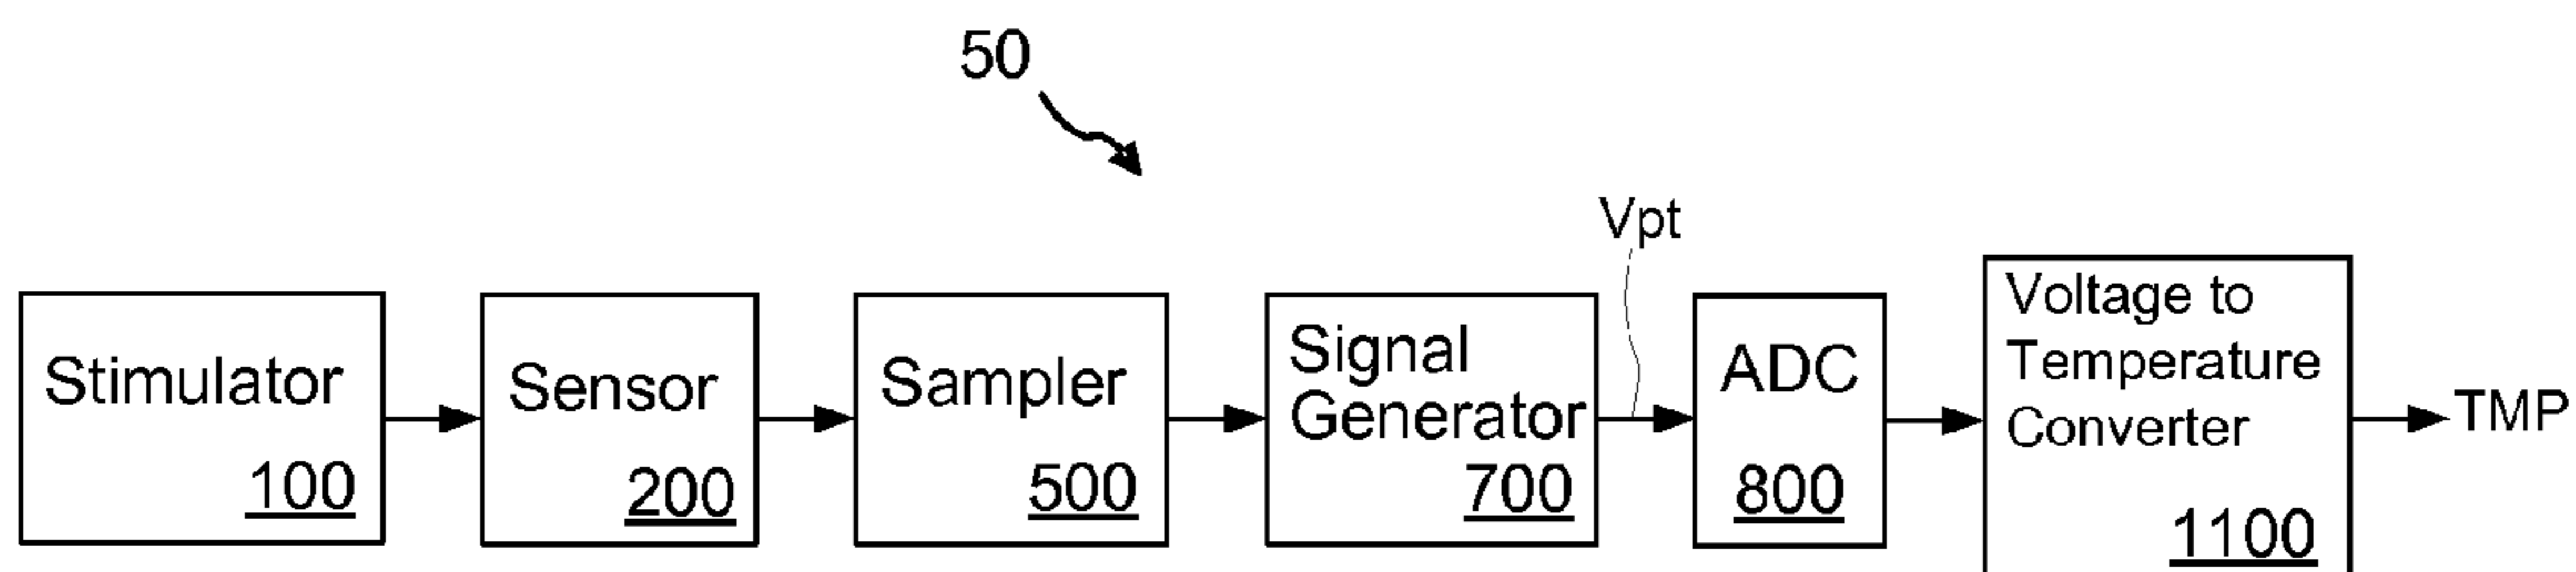 50
Vpt
Stimulator
100
Sensor
200
Sampler
500
Signal
Generator
700
ADC
800
Voltage to
Temperature
Converter
1100
TMP